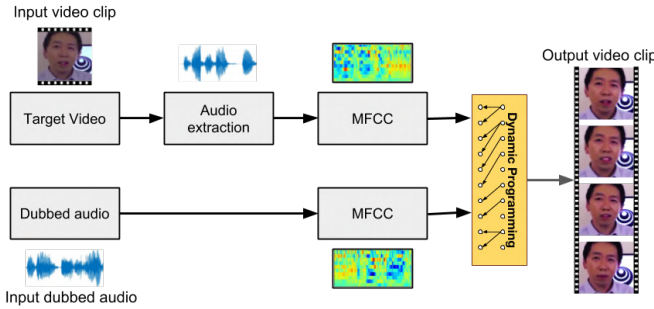 Input video clip
Output video clip
Target Video
Audio
extraction
MFCC
Dynamic Programming
Dubbed audio
MFCC
Input dubbed audio